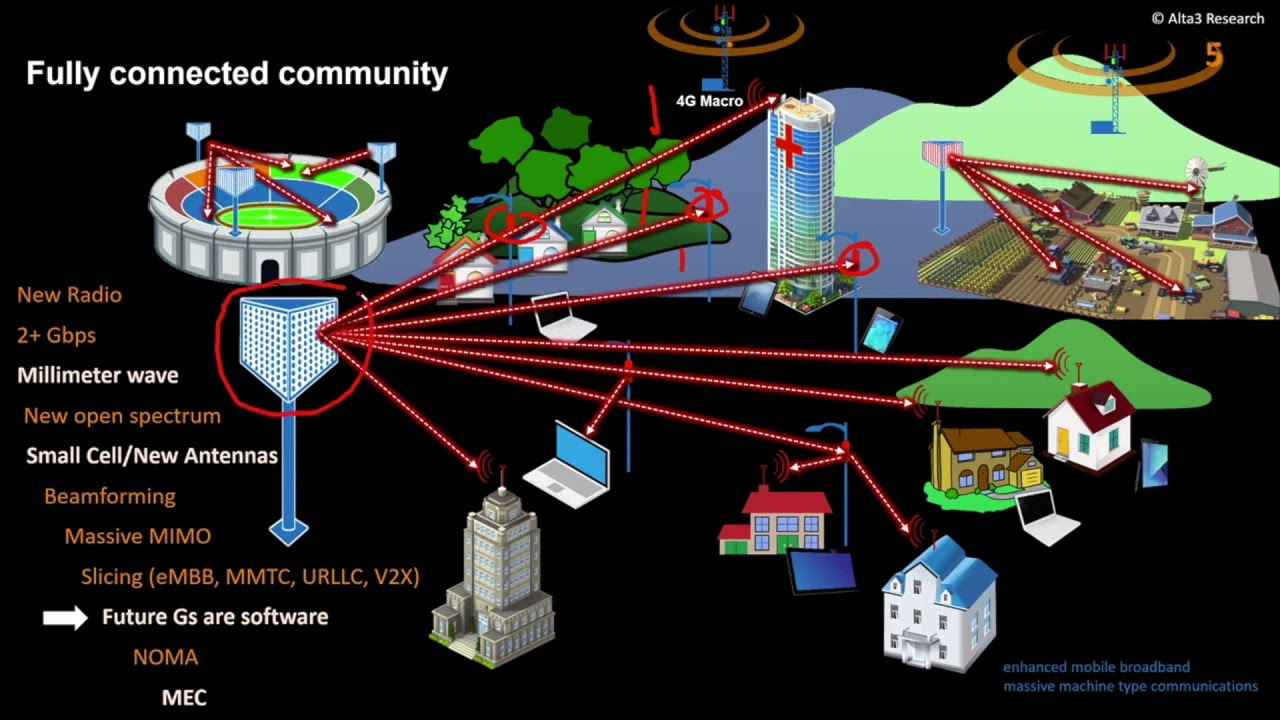 © Alta3 Research
5
Fully connected community
4G Macro
New Radio
2+ Gbps
Millimeter wave
New open spectrum
Small Cell/New Antennas
Beamforming
Massive MIMO
Slicing (eMBB, MMTC, URLLC, V2X)
Future Gs are software
NOMA
MEC
enhanced mobile broadband
massive machine type communications